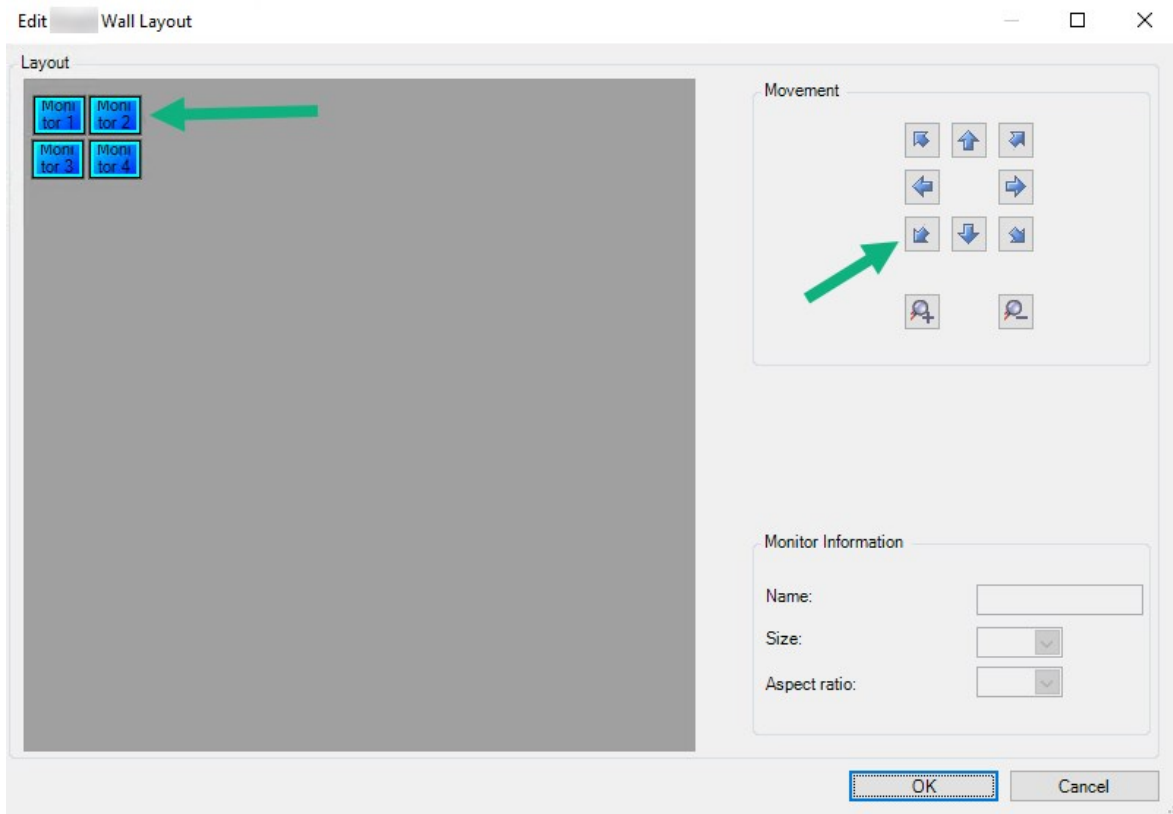 Edit Wall Layout
Layout
Moni
tor 1
Moni
tor 2
Moni
tor 3
Moni
tor 4
Movement
Monitor Information
Name:
Size:
Aspect ratio:
OK
Cancel